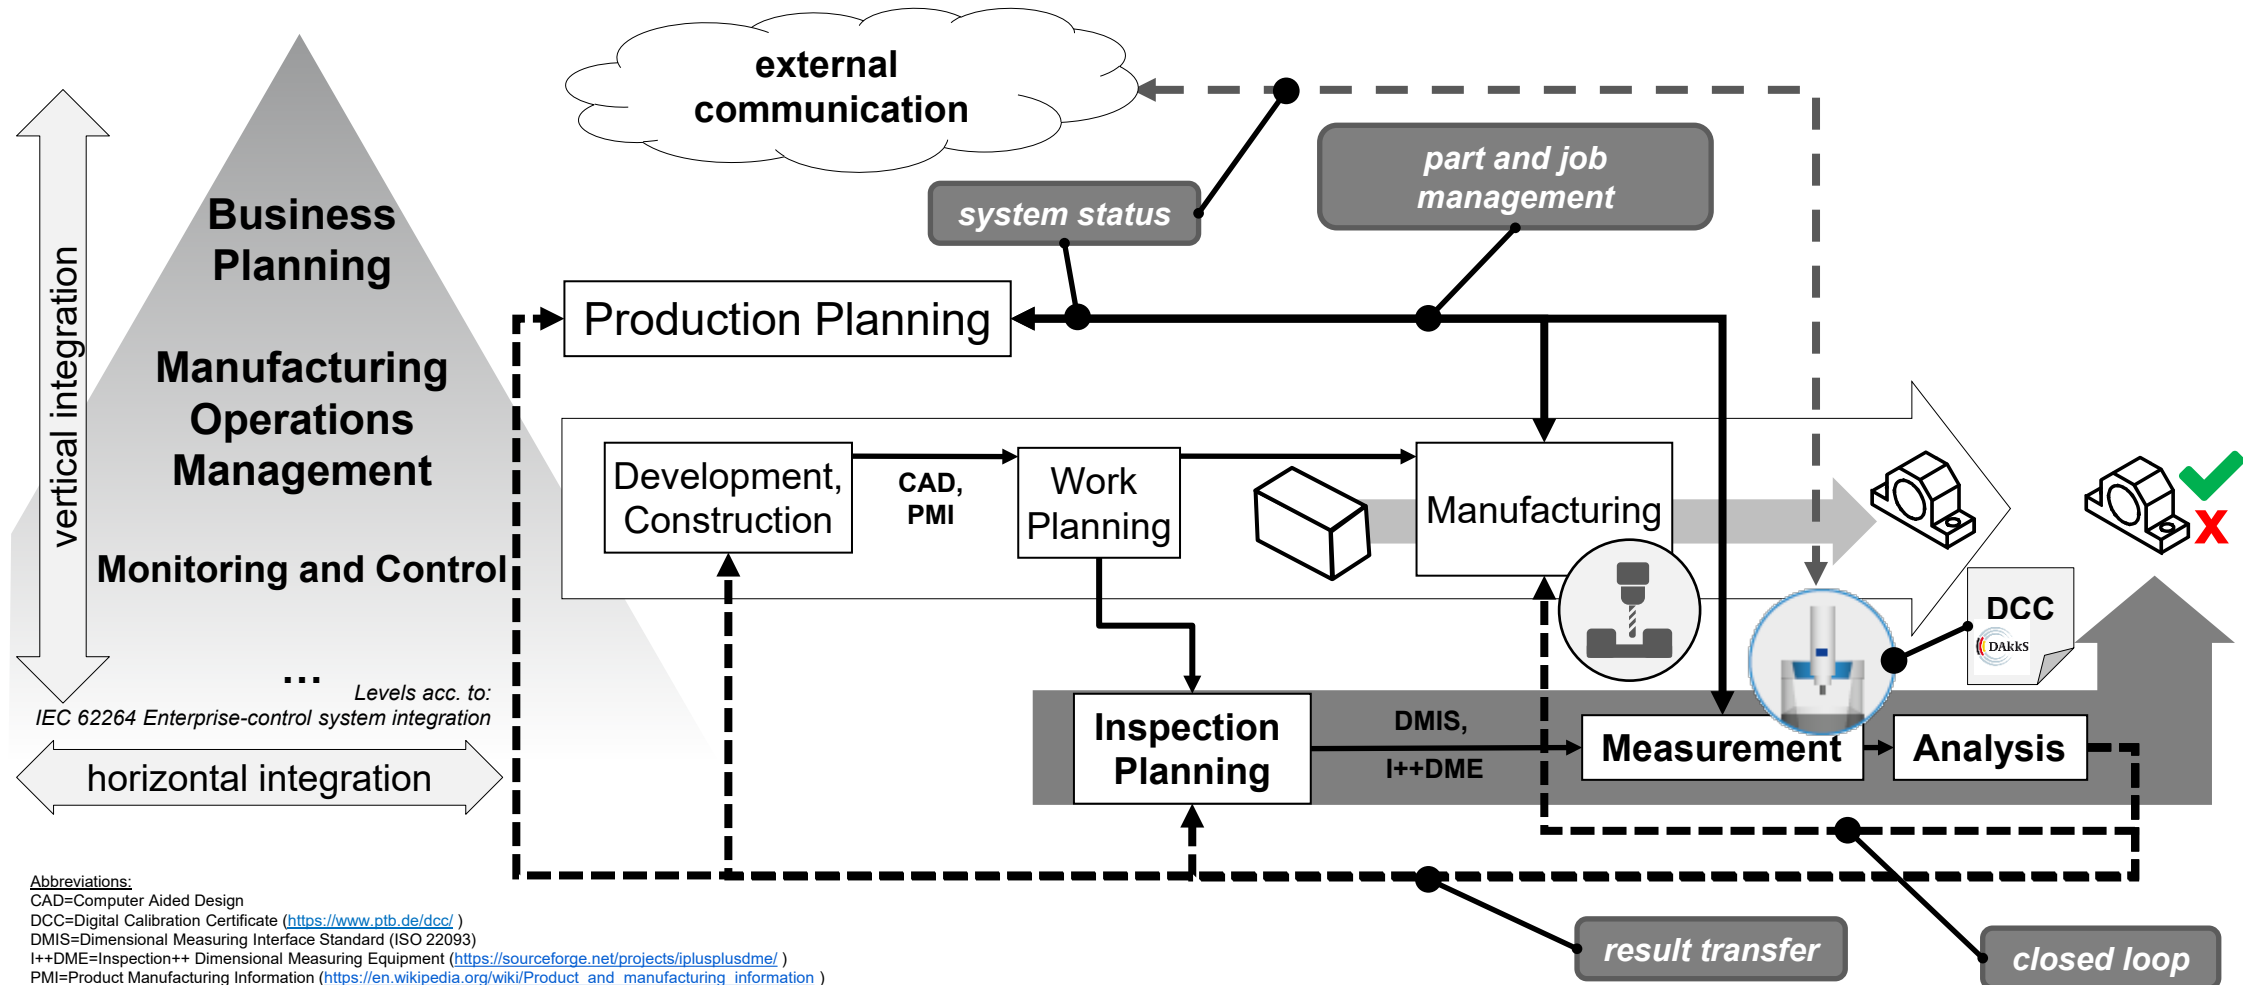 external
communication
system status
part and job
management
vertical integration
Business
Planning
Manufacturing
Operations
Management
Monitoring and Control
...
Levels acc. to:
IEC 62264 Enterprise-control system integration
horizontal integration
Production Planning
Development,
Construction
CAD,
PMI
Work
Planning
Manufacturing
X
DCC
DAkkS
Inspection
Planning
DMIS,
I++DME
Measurement
Analysis
result transfer
closed loop
Abbreviations:
CAD=Computer Aided Design
DCC=Digital Calibration Certificate (https://www.ptb.de/dcc/ )
DMIS=Dimensional Measuring Interface Standard (ISO 22093)
I++DME=Inspection++ Dimensional Measuring Equipment (https://sourceforge.net/projects/iplusplusdme/ )
PMI=Product Manufacturing Information (https://en.wikipedia.org/wiki/Product_and_manufacturing_information )